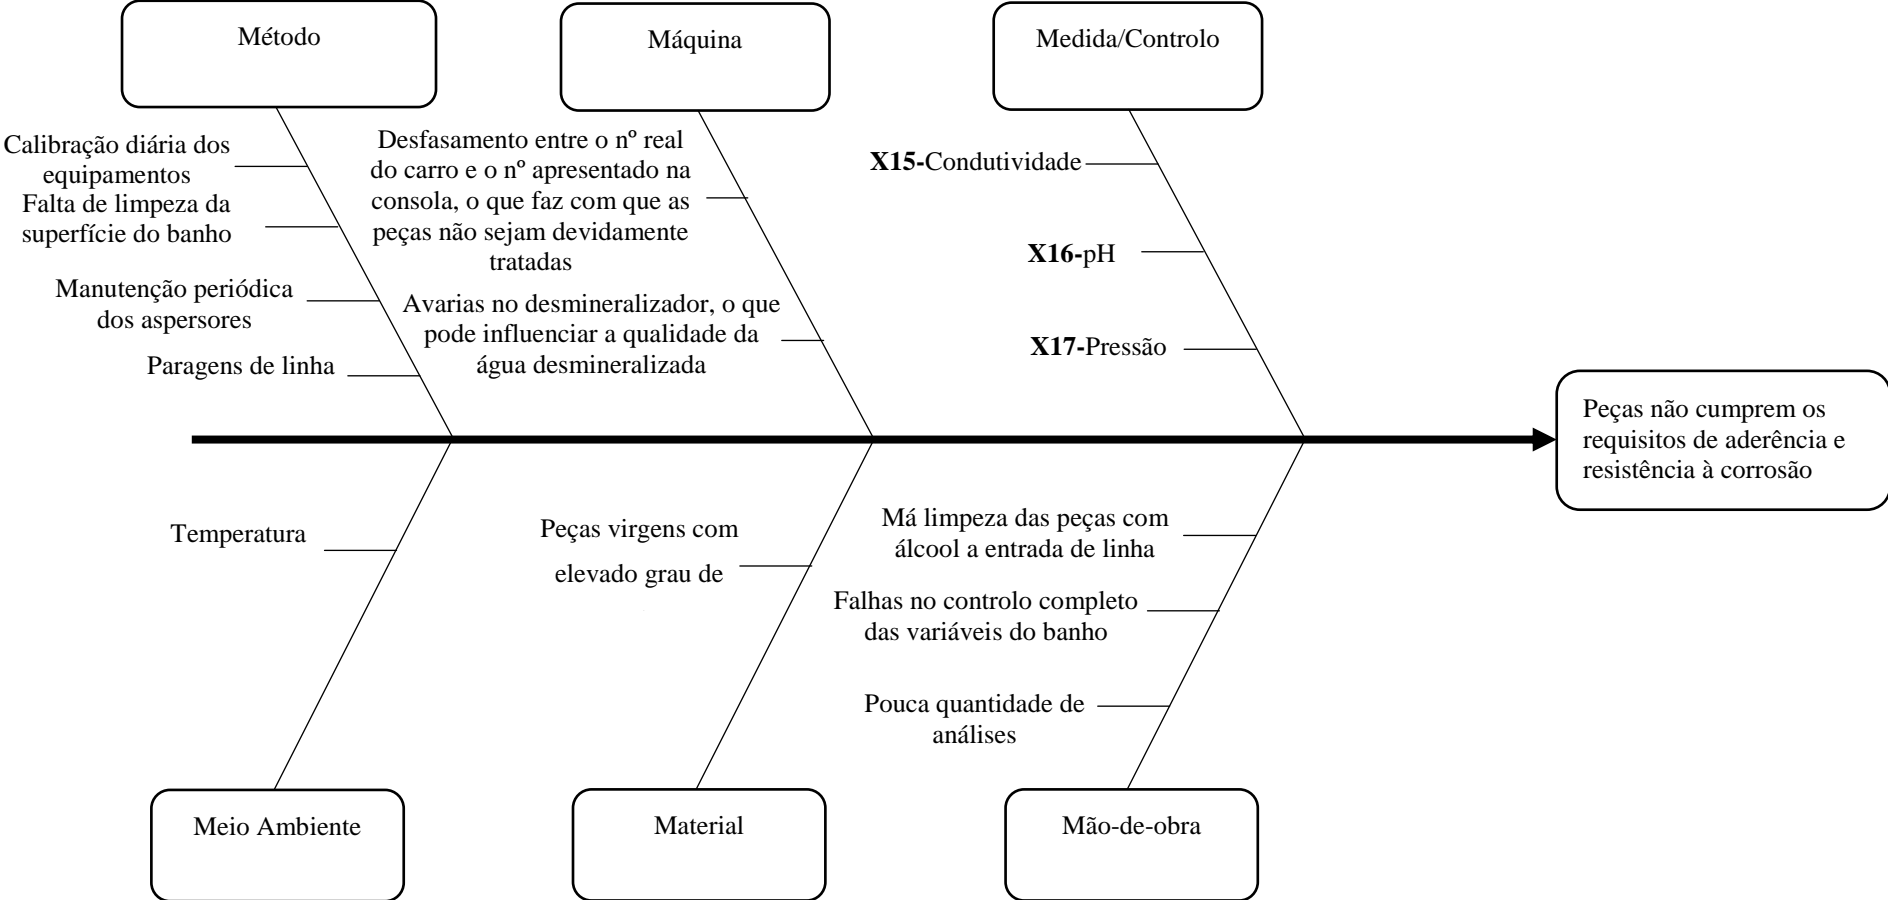 Método
Máquina
Medida/Controlo
Calibração diária dos
equipamentos
Falta de limpeza da
superfície do banho
Manutenção periódica
dos aspersores
Paragens de linha
Desfasamento entre o nº real
do carro e o nº apresentado na
consola, o que faz com que as
peças não sejam devidamente
tratadas
Avarias no desmineralizador, o que
pode influenciar a qualidade da
água desmineralizada
X15-Condutividade
X16-pH
X17-Pressão
Peças não cumprem os
requisitos de aderência e
resistência à corrosão
Temperatura
Peças virgens com
elevado grau de
Má limpeza das peças com
álcool a entrada de linha
Falhas no controlo completo
das variáveis do banho
Pouca quantidade de
análises
Meio Ambiente
Material
Mão-de-obra